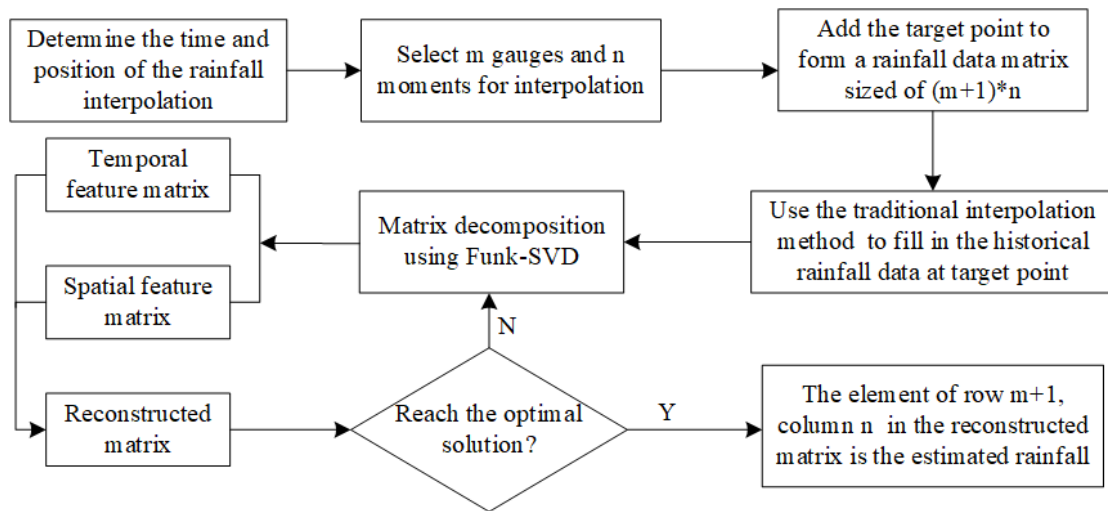 Determine the time and
position of the rainfall
interpolation
Select m gauges and n
moments for interpolation
Add the target point to
form a rainfall data matrix
sized of (m+1)*n
Temporal
feature matrix
Matrix decomposition
using Funk-SVD
Use the traditional interpolation
method to fill in the historical
rainfall data at target point
Spatial feature
matrix
N
Reconstructed
matrix
Reach the optimal
solution?
Y
The element of row m+1,
column n in the reconstructed
matrix is the estimated rainfall